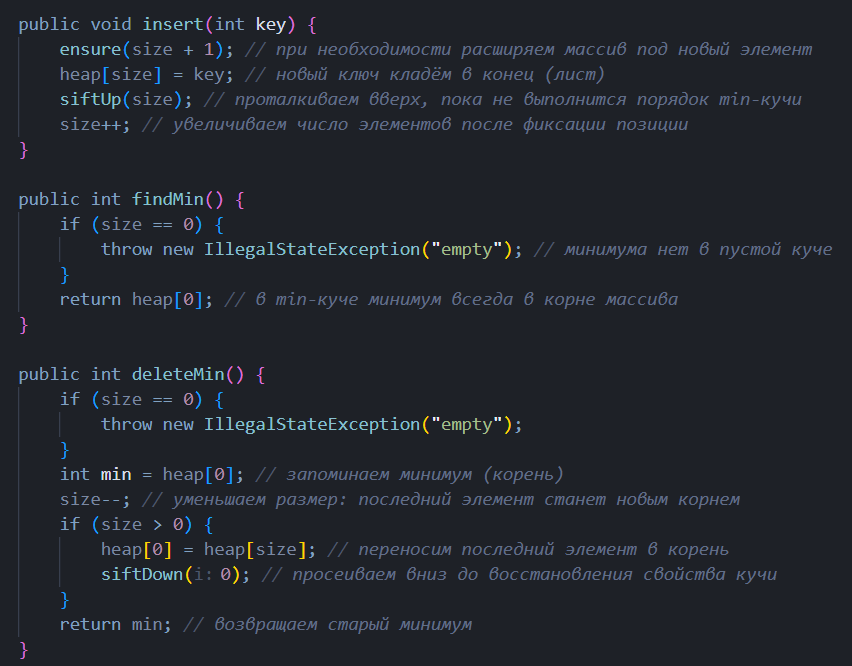 public void insert(int key) {
    ensure(size + 1); // при необходимости расширяем массив под новый элемент
    heap[size] = key; // новый ключ кладём в конец (лист)
    siftUp(size); // проталкиваем вверх, пока не выполнится порядок min-кучи
    size++; // увеличиваем число элементов после фиксации позиции
}

public int findMin() {
    if (size == 0) {
        throw new IllegalStateException("empty"); // минимума нет в пустой куче
    }
    return heap[0]; // в min-куче минимум всегда в корне массива
}

public int deleteMin() {
    if (size == 0) {
        throw new IllegalStateException("empty");
    }
    int min = heap[0]; // запоминаем минимум (корень)
    size--; // уменьшаем размер: последний элемент станет новым корнем
    if (size > 0) {
        heap[0] = heap[size]; // переносим последний элемент в корень
        siftDown(i: 0); // просеиваем вниз до восстановления свойства кучи
    }
    return min; // возвращаем старый минимум
}